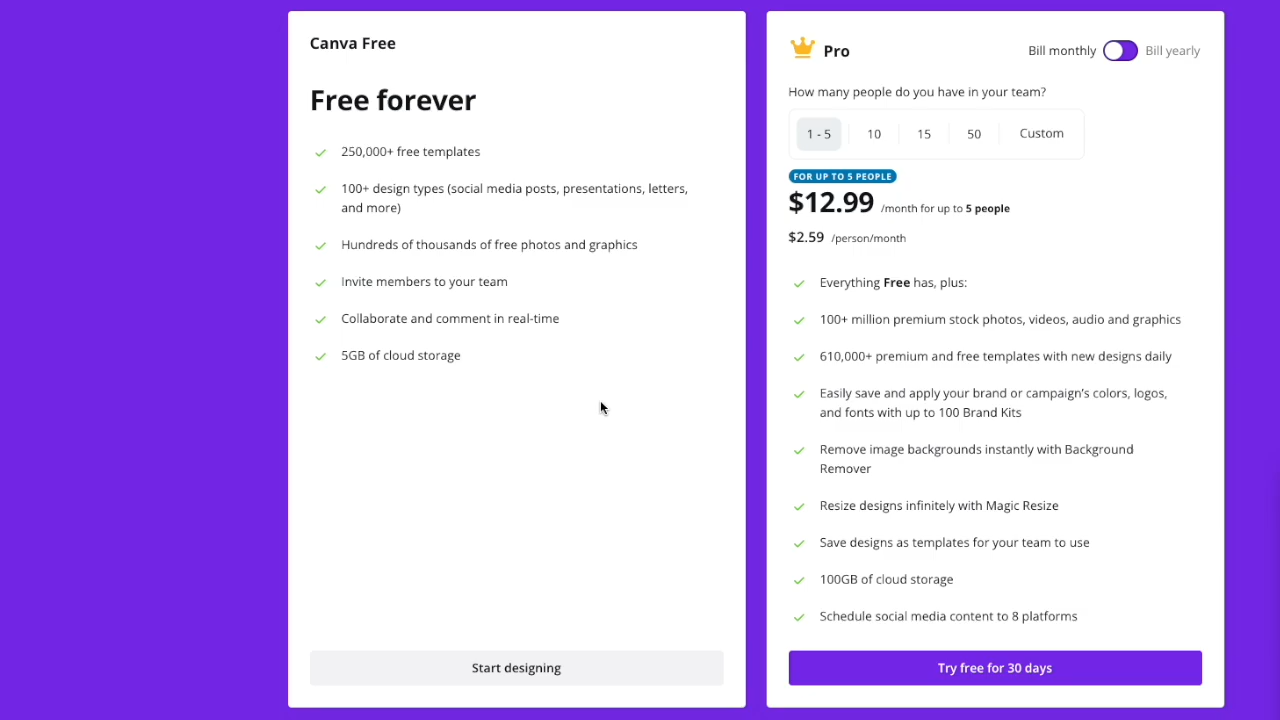 Canva Free
Free forever
250,000+ free templates
100+ design types (social media posts, presentations, letters,
and more)
Hundreds of thousands of free photos and graphics
Invite members to your team
Collaborate and comment in real-time
5GB of cloud storage
Start designing
Pro
Bill monthly Bill yearly
How many people do you have in your team?
1 - 5 10 15 50 Custom
FOR UP TO 5 PEOPLE
$12.99 /month for up to 5 people
$2.59 /person/month
Everything Free has, plus:
100+ million premium stock photos, videos, audio and graphics
610,000+ premium and free templates with new designs daily
Easily save and apply your brand or campaign's colors, logos,
and fonts with up to 100 Brand Kits
Remove image backgrounds instantly with Background
Remover
Resize designs infinitely with Magic Resize
Save designs as templates for your team to use
100GB of cloud storage
Schedule social media content to 8 platforms
Try free for 30 days